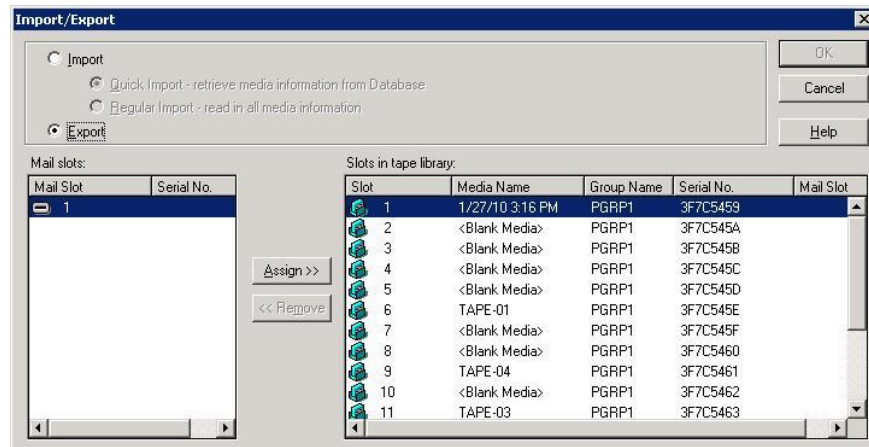 Import/Export
Import
Quick Import - retrieve media information from Database
Regular Import - read in all media information
Export
OK
Cancel
Help
Mail slots:
Mail Slot Serial No.
1
Assign >>
<< Remove
Slots in tape library:
Slot Media Name Group Name Serial No. Mail Slot
1 1/27/10 3:16 PM PGRP1 3F7C5459
2 <Blank Media> PGRP1 3F7C545A
3 <Blank Media> PGRP1 3F7C545B
4 <Blank Media> PGRP1 3F7C545C
5 <Blank Media> PGRP1 3F7C545D
6 TAPE-01 PGRP1 3F7C545E
7 <Blank Media> PGRP1 3F7C545F
8 <Blank Media> PGRP1 3F7C5460
9 TAPE-04 PGRP1 3F7C5461
10 <Blank Media> PGRP1 3F7C5462
11 TAPE-03 PGRP1 3F7C5463